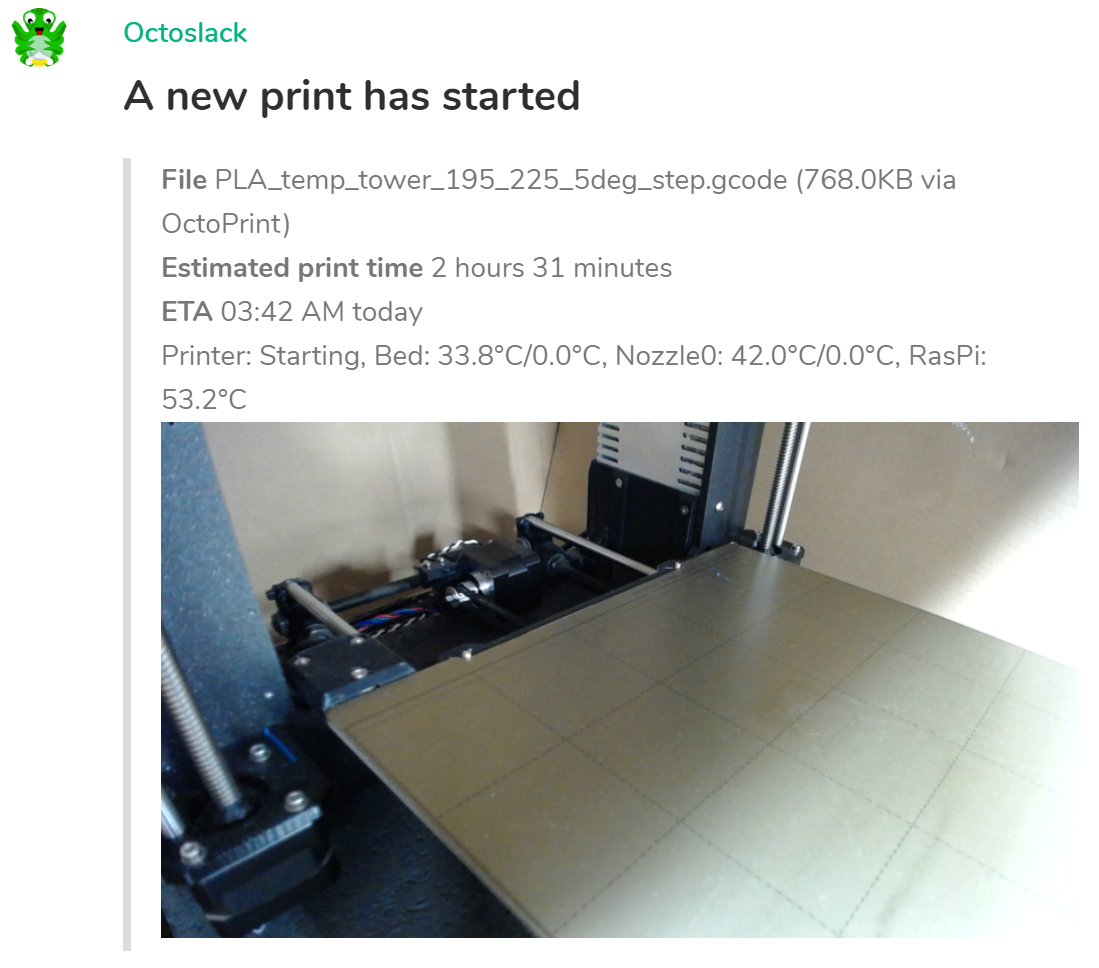 Octoslack
A new print has started
File PLA_temp_tower_195_225_5deg_step.gcode (768.0KB via
OctoPrint)
Estimated print time 2 hours 31 minutes
ETA 03:42 AM today
Printer: Starting, Bed: 33.8°C/0.0°C, Nozzle0: 42.0°C/0.0°C, RasPi:
53.2°C